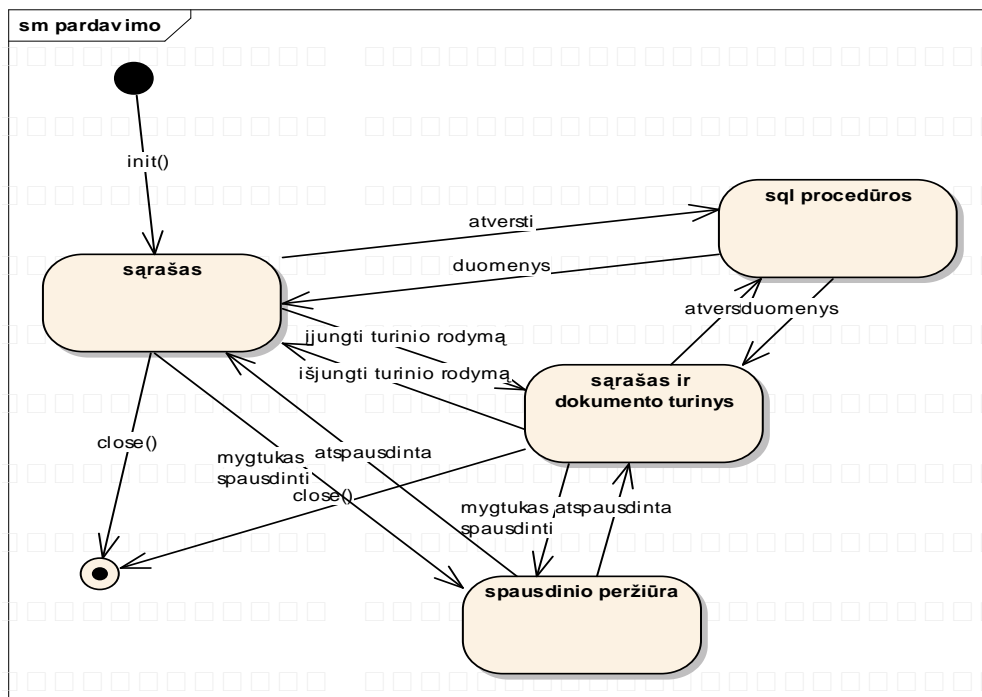 sm pardavimo
init()
sql procedūros
atversti
sąrašas
duomenys
atversduomenys
įjungti turinio rodymą
išjungti turinio rodymą
sąrašas ir
dokumento turinys
close()
mygtukas
spausdinti
atspausdinta
close()
mygtukas
spausdinti
atspausdinta
spausdinio peržiūra